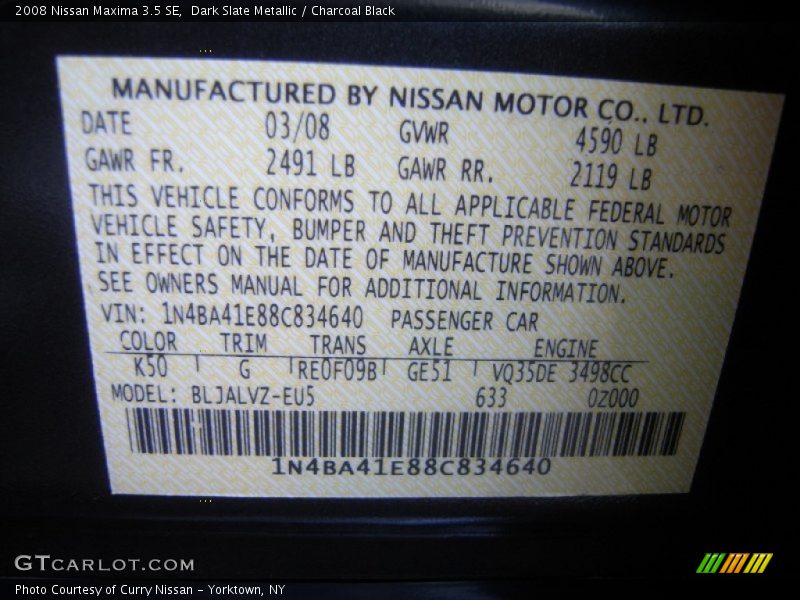 2008 Nissan Maxima 3.5 SE,  Dark Slate Metallic / Charcoal Black
MANUFACTURED BY NISSAN MOTOR CO., LTD.
DATE 03/08 GVWR 4590 LB
GAWR FR. 2491 LB GAWR RR. 2119 LB
THIS VEHICLE CONFORMS TO ALL APPLICABLE FEDERAL MOTOR
VEHICLE SAFETY, BUMPER AND THEFT PREVENTION STANDARDS
IN EFFECT ON THE DATE OF MANUFACTURE SHOWN ABOVE.
SEE OWNERS MANUAL FOR ADDITIONAL INFORMATION.
VIN: 1N4BA41E88C834640 PASSENGER CAR
COLOR TRIM TRANS AXLE ENGINE
K50 G RE0F09B GE51 VQ35DE 3498CC
MODEL: BLJALVZ-EU5 633 0Z000
1N4BA41E88C834640
GTCARLOT.COM
Photo Courtesy of Curry Nissan - Yorktown, NY